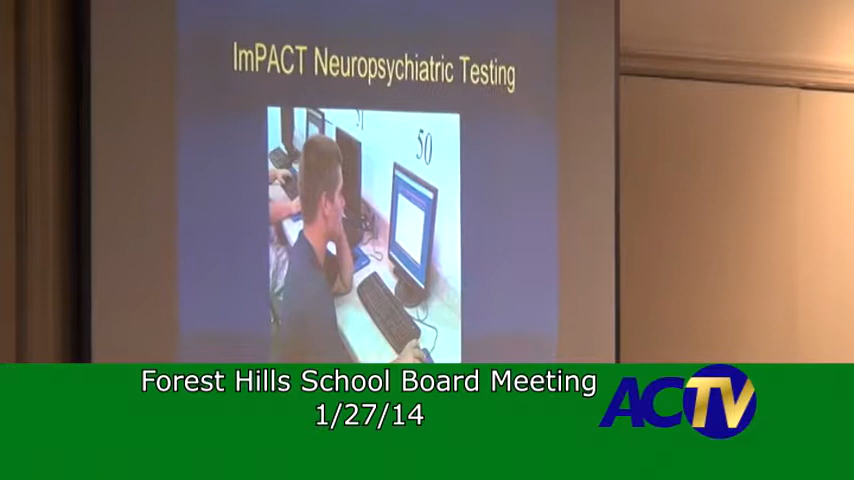 ImPACT Neuropsychiatric Testing
50
Forest Hills School Board Meeting
1/27/14
ACTV